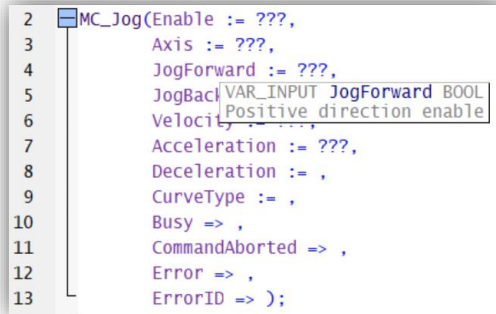 2 MC_Jog(Enable := ???,
3 Axis := ???,
4 JogForward := ???,
5 JogBac
VAR_INPUT JogForward BOOL
Positive direction enable
6 Velocity := ???,
7 Acceleration := ???,
8 Deceleration := ,
9 CurveType := ,
10 Busy => ,
11 CommandAborted => ,
12 Error => ,
13 ErrorID => );